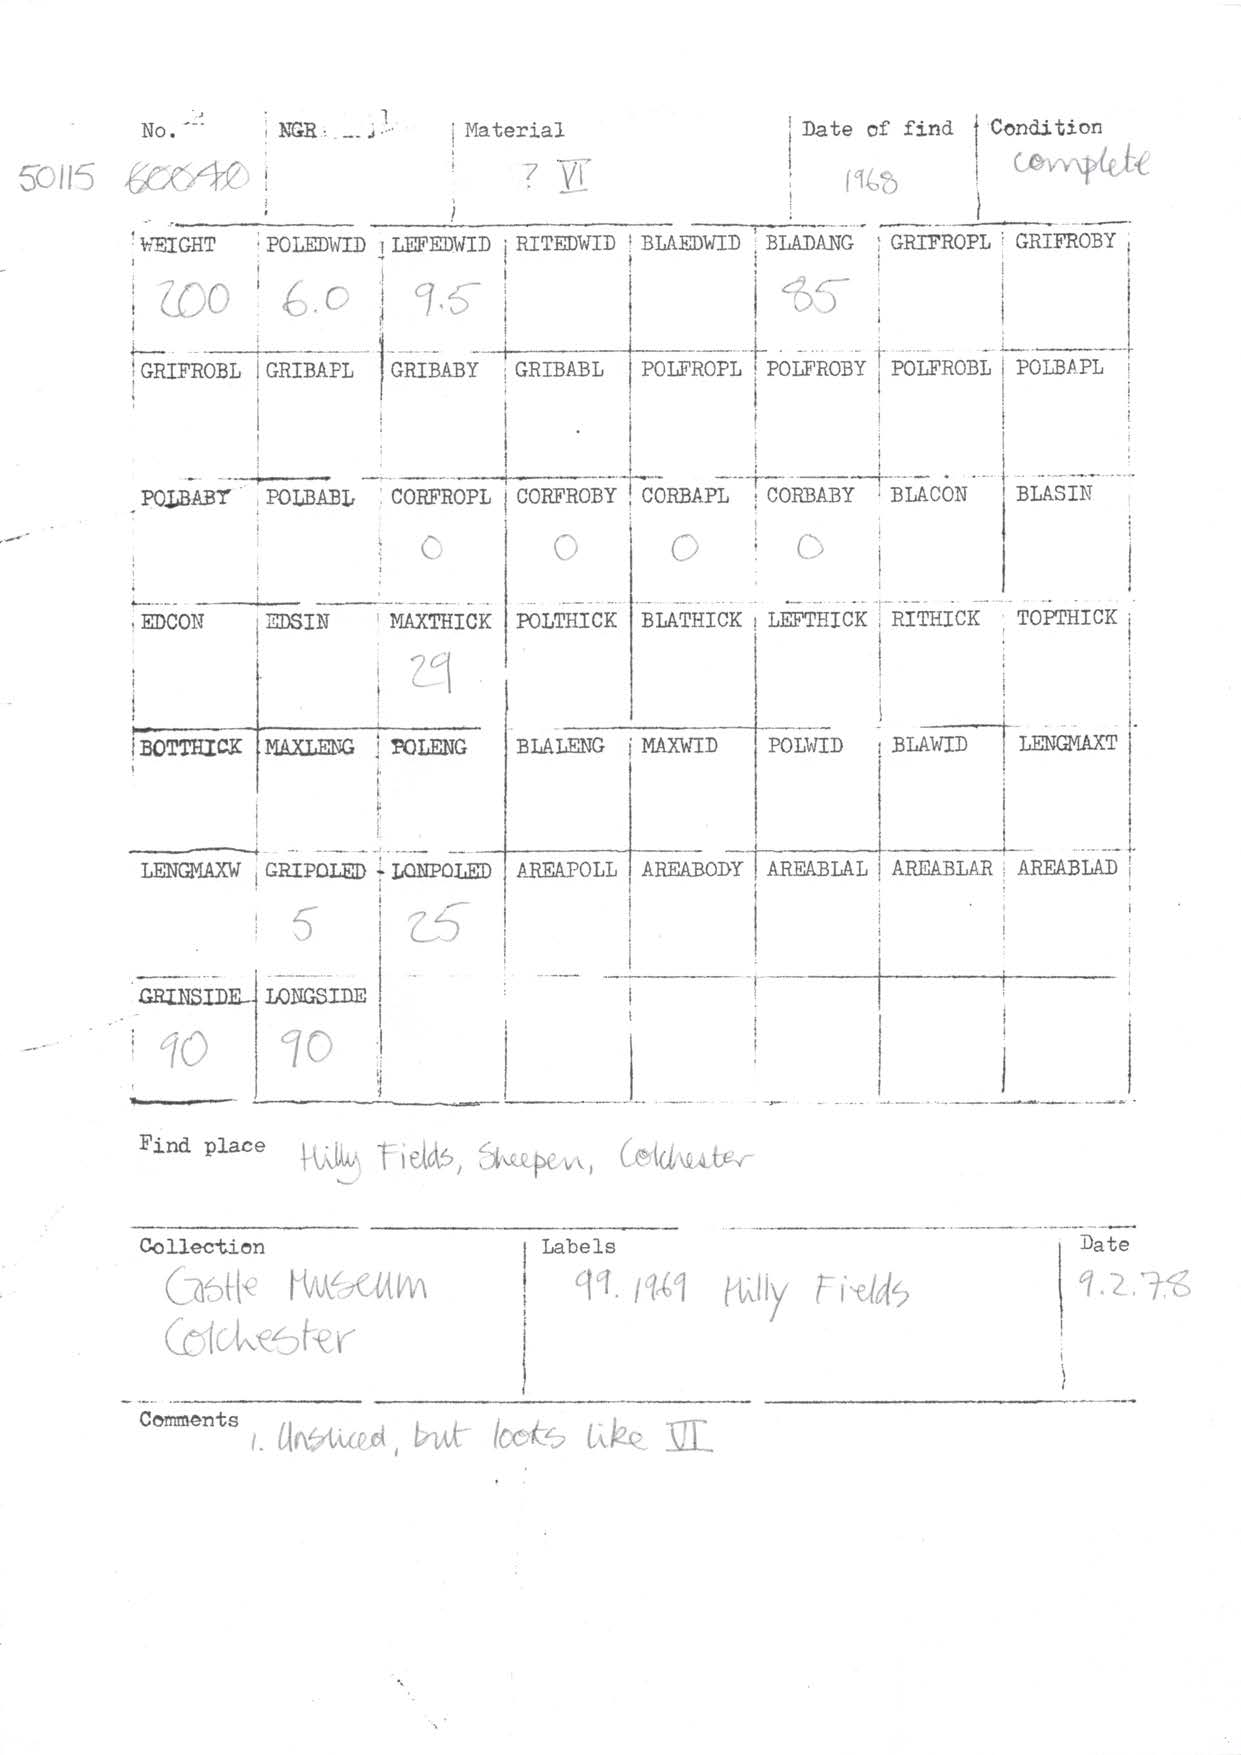 No. NGR Material Date of find Condition
50115 ? VI 1968 complete
WEIGHT POLEDWID LEFEDWID RITEDWID BLAEDWID BLADANG GRIFROPL GRIFROBY
200 6.0 9.5 85
GRIFROBL GRIBAPL GRIBABY GRIBABL POLFROPL POLFROBY POLFROBL POLBAPL
POLBABY POLBABL CORFROPL CORFROBY CORBAPL CORBABY BLACON BLASIN
0 0 0 0
EDCON EDSIN MAXTHICK POLTHICK BLATHICK LEFTHICK RITHICK TOPTHICK
29
BOTTHICK MAXLENG POLENG BLALENG MAXWID POLWID BLAWID LENGMAXT
LENGMAXW GRIPOLED LONPOLED AREAPOLL AREABODY AREABLAL AREABLAR AREABLAD
5 25
GRINSIDE LONGSIDE
90 90
Find place Hilly Fields, Sheepen, Colchester
Collection Labels Date
Castle Museum 99.1969 Hilly Fields 9.2.78
Colchester
Comments 1. Unsliced, but looks like VI